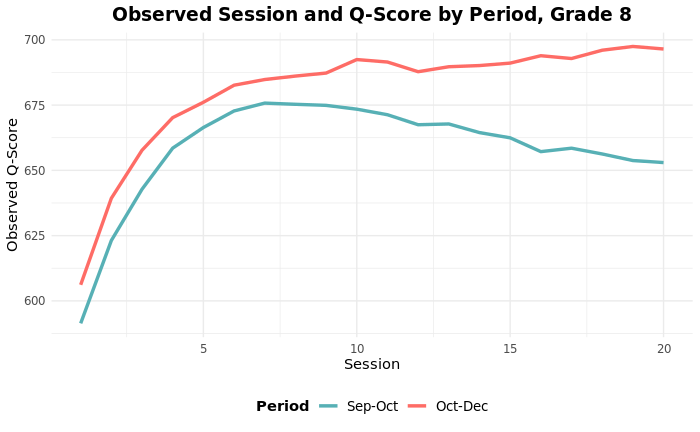 Observed Session and Q-Score by Period, Grade 8
Observed Q-Score
700
675
650
625
600
5 10 15 20
Session
Period Sep-Oct Oct-Dec